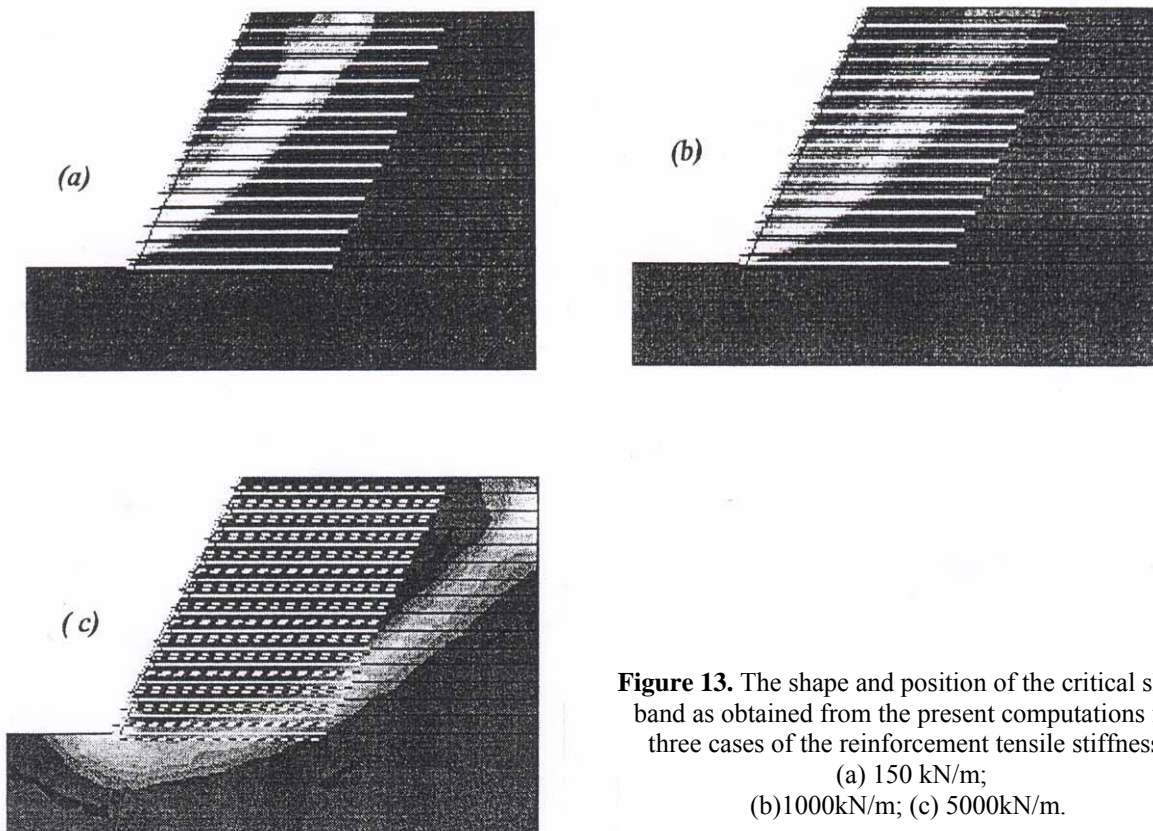 (a)
(b)
(c)
Figure 13. The shape and position of the critical
band as obtained from the present computations
three cases of the reinforcement tensile stiffness
(a) 150 kN/m;
(b)1000kN/m; (c) 5000kN/m.